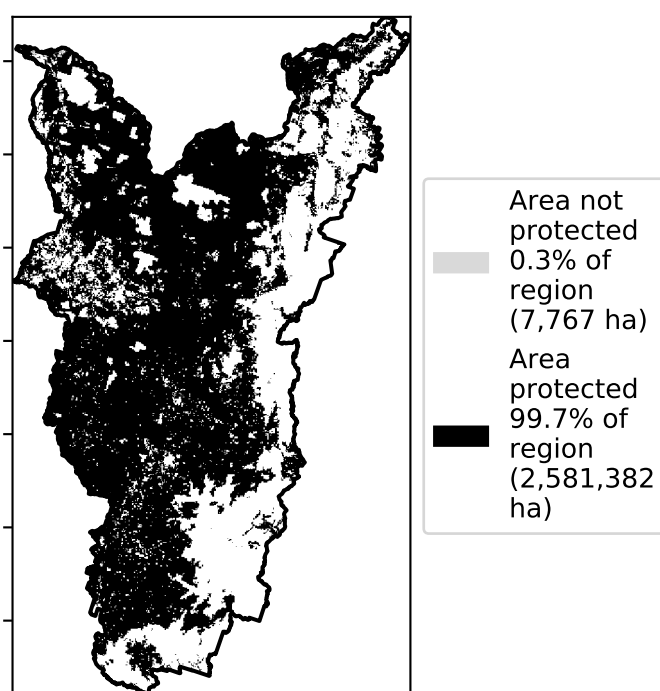 Area not
protected
0.3% of
region
(7,767 ha)
Area
protected
99.7% of
region
(2,581,382
ha)